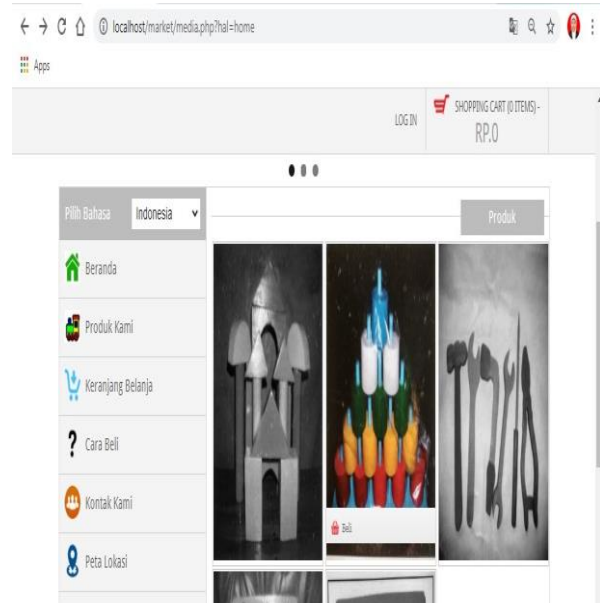 localhost/market/media.php?hal=home
Apps
LOG IN
SHOPPING CART (0 ITEMS) -
RP.0
Pilih Bahasa
Indonesia
Produk
Beranda
Produk Kami
Keranjang Belanja
Cara Beli
Kontak Kami
Peta Lokasi
Beli